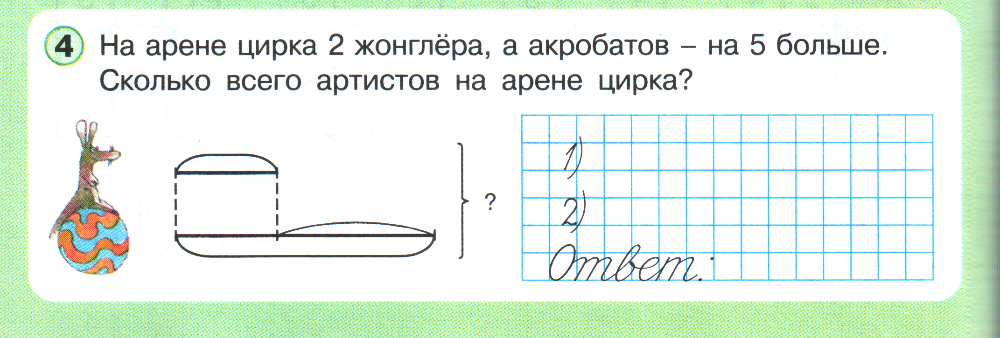 4 На арене цирка 2 жонглёра, а акробатов – на 5 больше.
Сколько всего артистов на арене цирка?
?
1)
2)
Ответ: